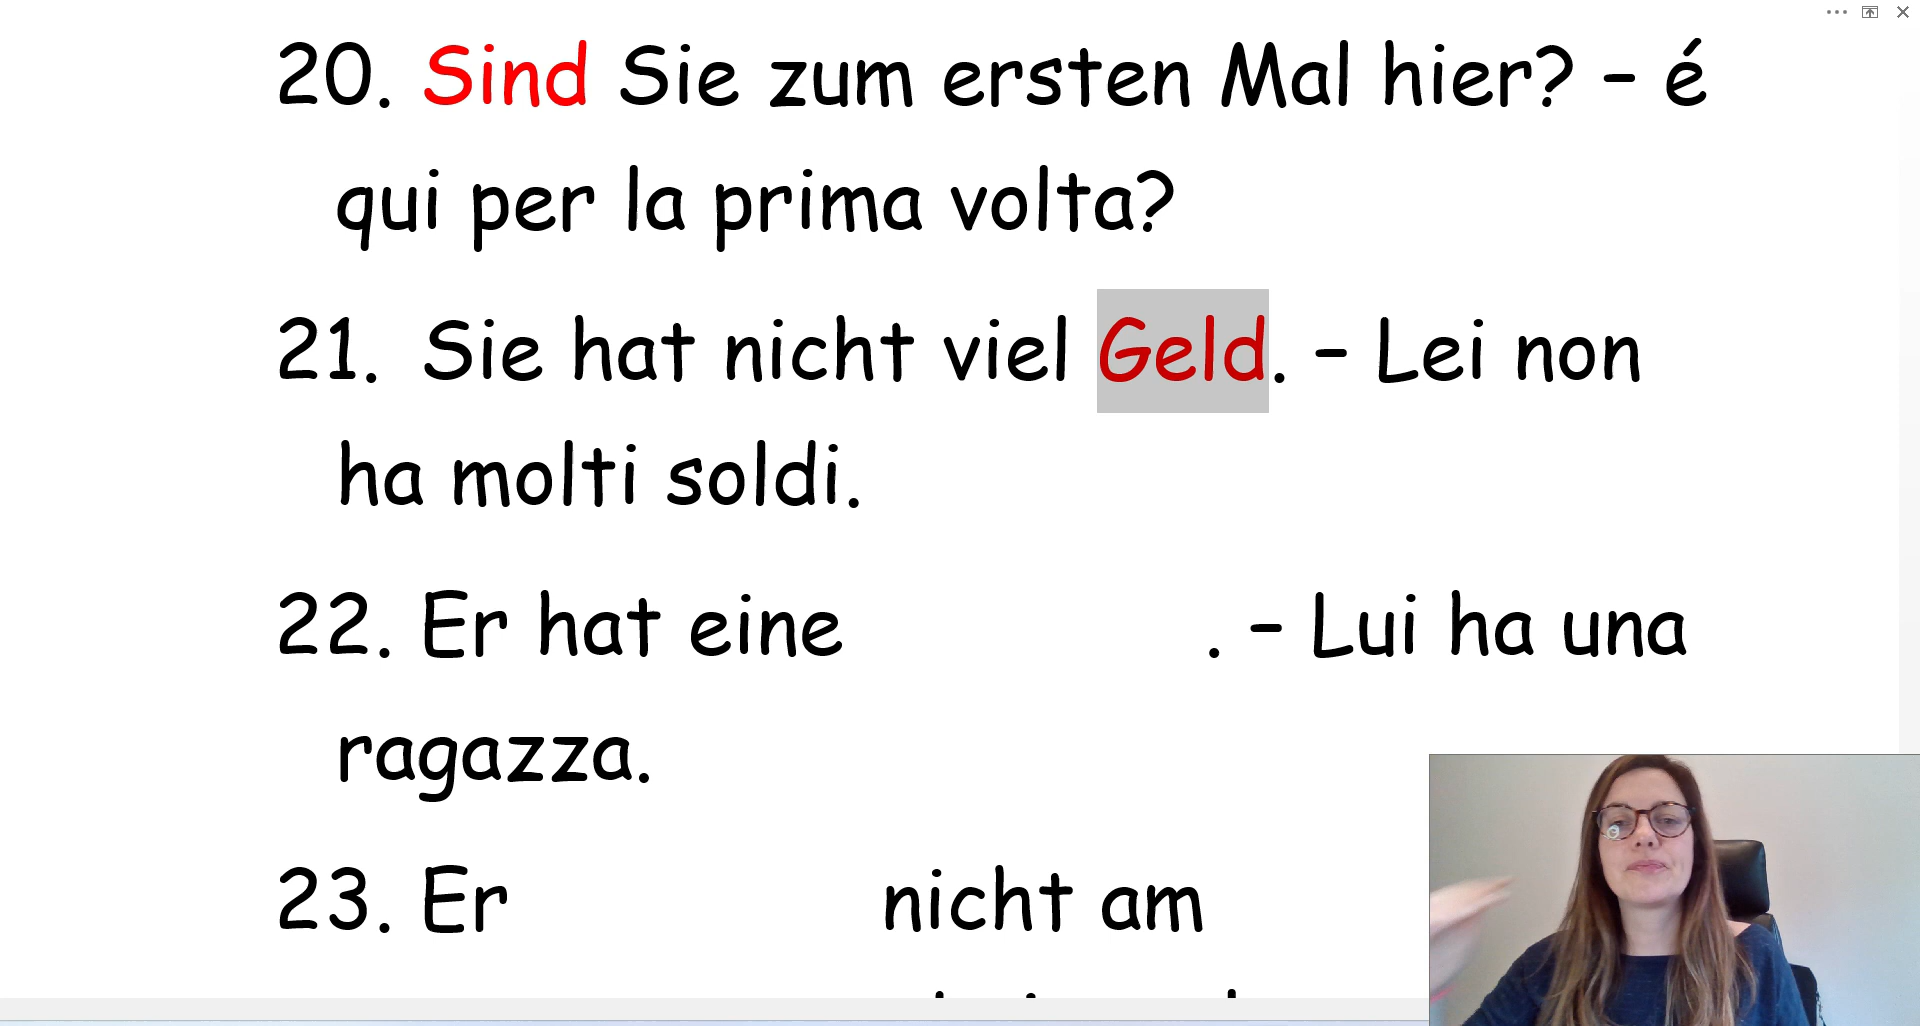 20. Sind Sie zum ersten Mal hier? – é
qui per la prima volta?
21. Sie hat nicht viel Geld. – Lei non
ha molti soldi.
22. Er hat eine . – Lui ha una
ragazza.
23. Er nicht am